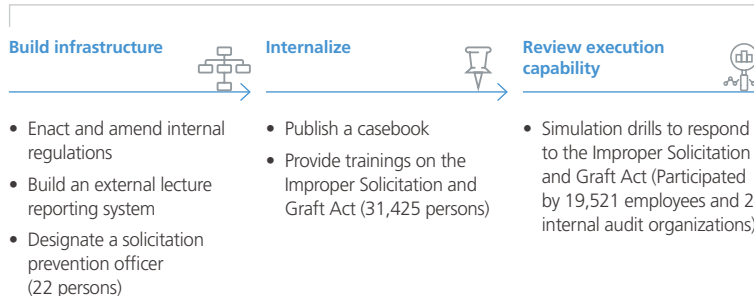 Build infrastructure
• Enact and amend internal
regulations
• Build an external lecture
reporting system
• Designate a solicitation
prevention officer
(22 persons)
Internalize
• Publish a casebook
• Provide trainings on the
Improper Solicitation and
Graft Act (31,425 persons)
Review execution
capability
• Simulation drills to respond
to the Improper Solicitation
and Graft Act (Participated
by 19,521 employees and
internal audit organizations)